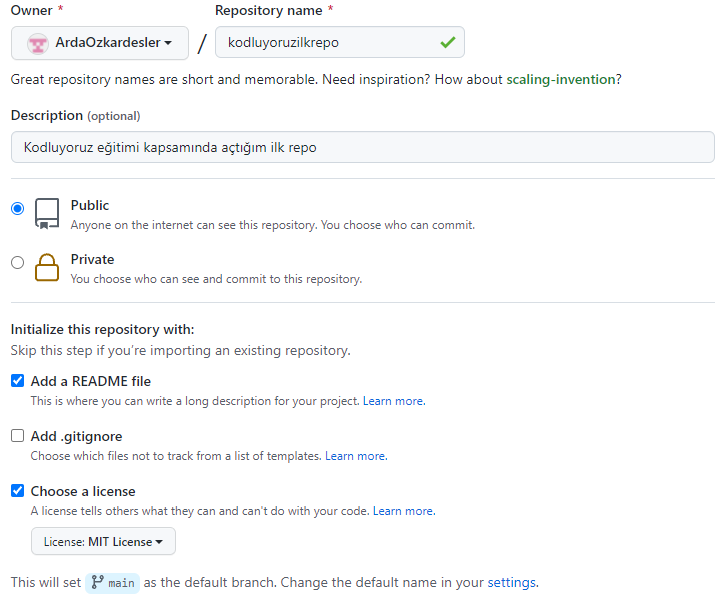 Owner * Repository name *
ArdaOzkardesler / kodluyoruzilkrepo
Great repository names are short and memorable. Need inspiration? How about scaling-invention?
Description (optional)
Kodluyoruz eğitimi kapsamında açtığım ilk repo
Public
Anyone on the internet can see this repository. You choose who can commit.
Private
You choose who can see and commit to this repository.
Initialize this repository with:
Skip this step if you're importing an existing repository.
Add a README file
This is where you can write a long description for your project. Learn more.
Add .gitignore
Choose which files not to track from a list of templates. Learn more.
Choose a license
A license tells others what they can and can't do with your code. Learn more.
License: MIT License
This will set main as the default branch. Change the default name in your settings.